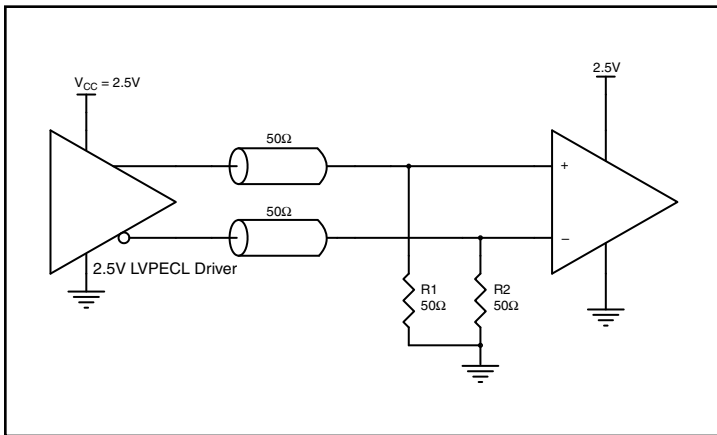 V_CC = 2.5V
2.5V
50Ω
+
50Ω
−
2.5V LVPECL Driver
R1
50Ω
R2
50Ω